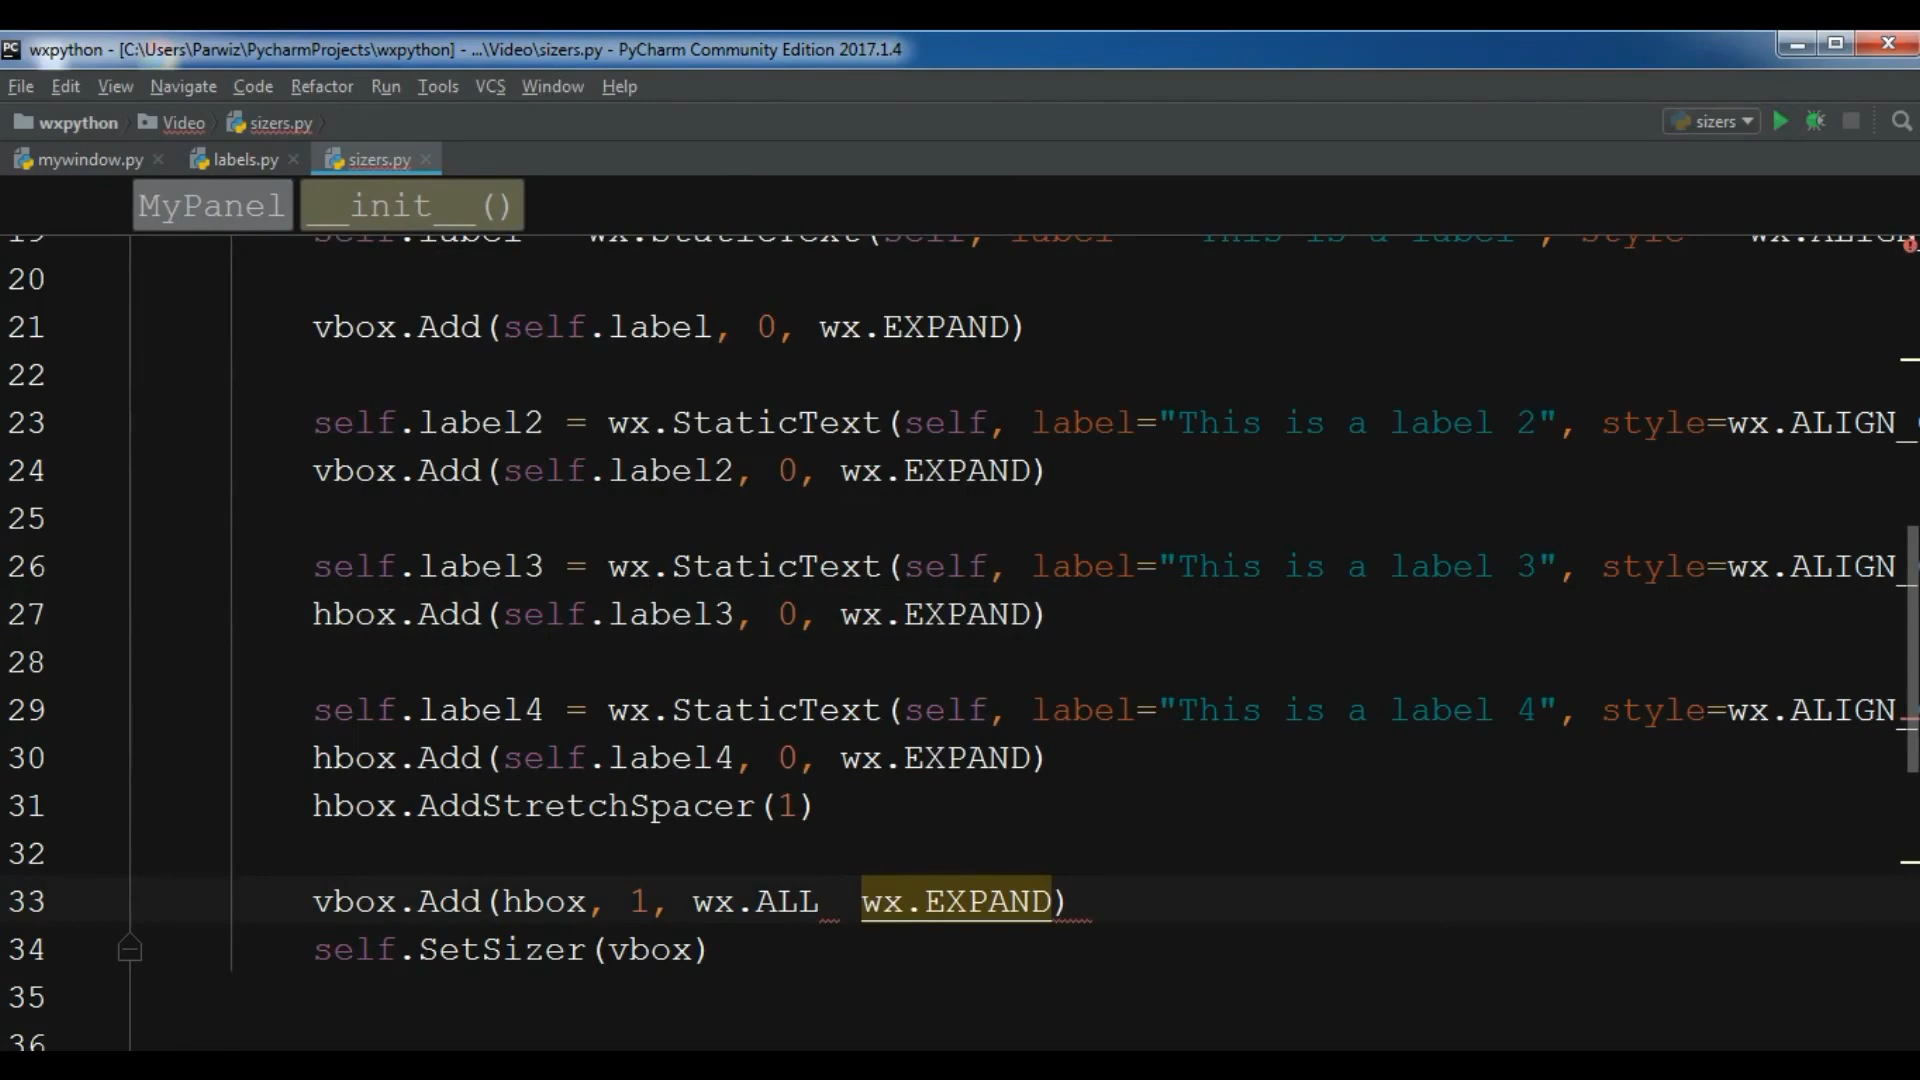 PC wxpython - [C:\Users\Parwiz\PycharmProjects\wxpython] - ...\Video\sizers.py - PyCharm Community Edition 2017.1.4
File Edit View Navigate Code Refactor Run Tools VCS Window Help
wxpython Video sizers.py sizers
mywindow.py labels.py sizers.py
MyPanel __init__()
20
21 vbox.Add(self.label, 0, wx.EXPAND)
22
23 self.label2 = wx.StaticText(self, label="This is a label 2", style=wx.ALIGN_
24 vbox.Add(self.label2, 0, wx.EXPAND)
25
26 self.label3 = wx.StaticText(self, label="This is a label 3", style=wx.ALIGN_
27 hbox.Add(self.label3, 0, wx.EXPAND)
28
29 self.label4 = wx.StaticText(self, label="This is a label 4", style=wx.ALIGN_
30 hbox.Add(self.label4, 0, wx.EXPAND)
31 hbox.AddStretchSpacer(1)
32
33 vbox.Add(hbox, 1, wx.ALL wx.EXPAND)
34 self.SetSizer(vbox)
35
36